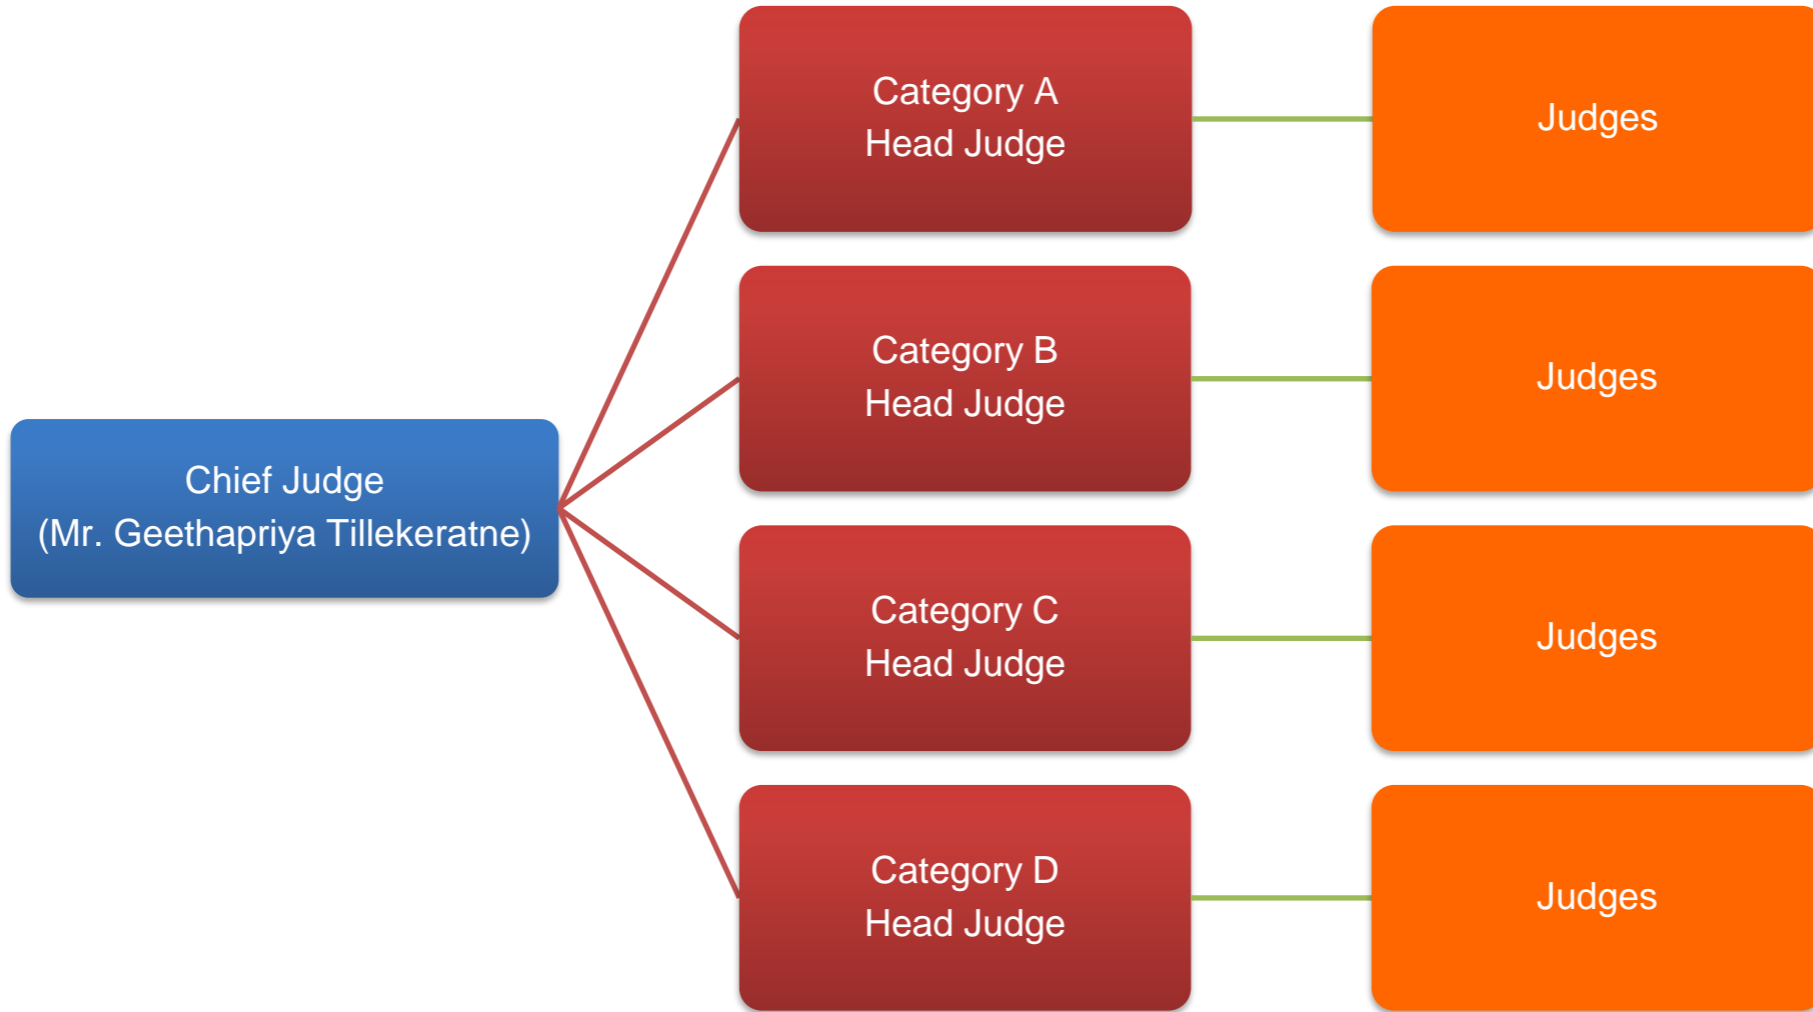 Category A
Head Judge
Judges
Category B
Head Judge
Judges
Chief Judge
(Mr. Geethapriya Tillekeratne)
Category C
Head Judge
Judges
Category D
Head Judge
Judges